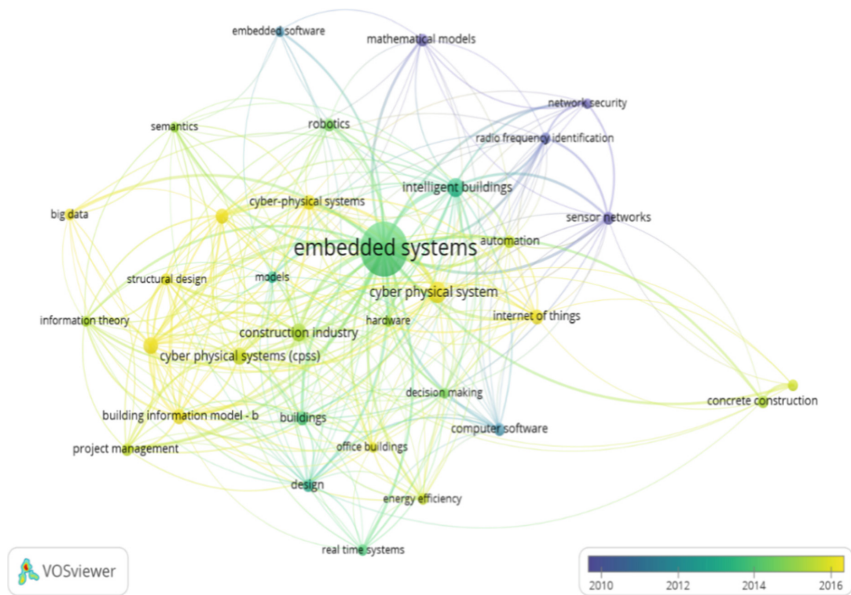 embedded software
mathematical models
network security
semantics
robotics
radio frequency identification
intelligent buildings
cyber-physical systems
big data
sensor networks
embedded systems
automation
structural design
models
cyber physical system
internet of things
information theory
hardware
construction industry
cyber physical systems (cpss)
decision making
concrete construction
building information model - b
buildings
computer software
project management
office buildings
design
energy efficiency
real time systems
VOSviewer
2010 2012 2014 2016